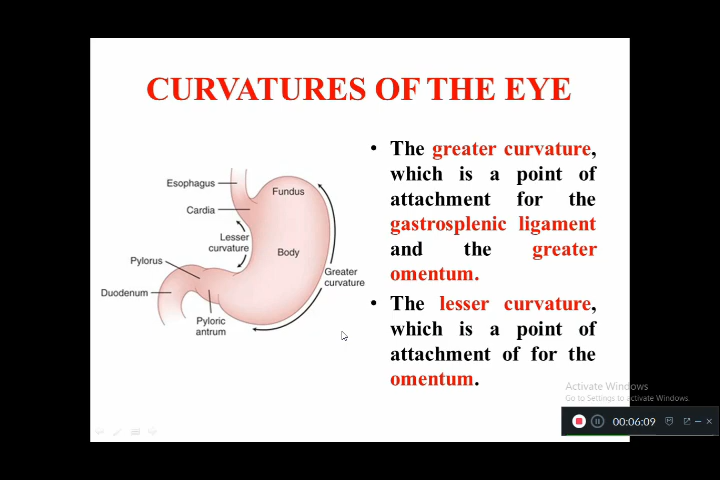 CURVATURES OF THE EYE
• The greater curvature,
which is a point of
attachment for the
gastrosplenic ligament
and the greater
omentum.
• The lesser curvature,
which is a point of
attachment of for the
omentum.
Esophagus
Fundus
Cardia
Lesser
curvature
Body
Pylorus
Greater
curvature
Duodenum
Pyloric
antrum
Activate Windows
Go to Settings to activate Windows.
00:06:09